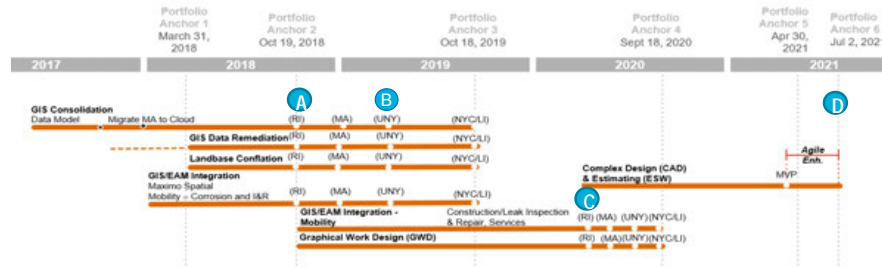 Portfolio Anchor 1 March 31, 2018
Portfolio Anchor 2 Oct 19, 2018
Portfolio Anchor 3 Oct 18, 2019
Portfolio Anchor 4 Sept 18, 2020
Portfolio Anchor 5 Apr 30, 2021
Portfolio Anchor 6 Jul 2, 202
2017 2018 2019 2020 2021
A B D
GIS Consolidation
Data Model Migrate MA to Cloud (RI) (MA) (UNY) (NYC/LI)
GIS Data Remediation (RI) (MA) (UNY) (NYC/LI)
Landbase Conflation (RI) (MA) (UNY) (NYC/LI)
Agile
Enh.
Complex Design (CAD)
& Estimating (ESW) MVP
GIS/EAM Integration
Maximo Spatial
Mobility – Corrosion and I&R (RI) (MA) (UNY) (NYC/LI)
C
GIS/EAM Integration -
Mobility
Construction/Leak Inspection
& Repair, Services
(RI) (MA) (UNY) (NYC/LI)
Graphical Work Design (GWD) (RI) (MA) (UNY) (NYC/LI)